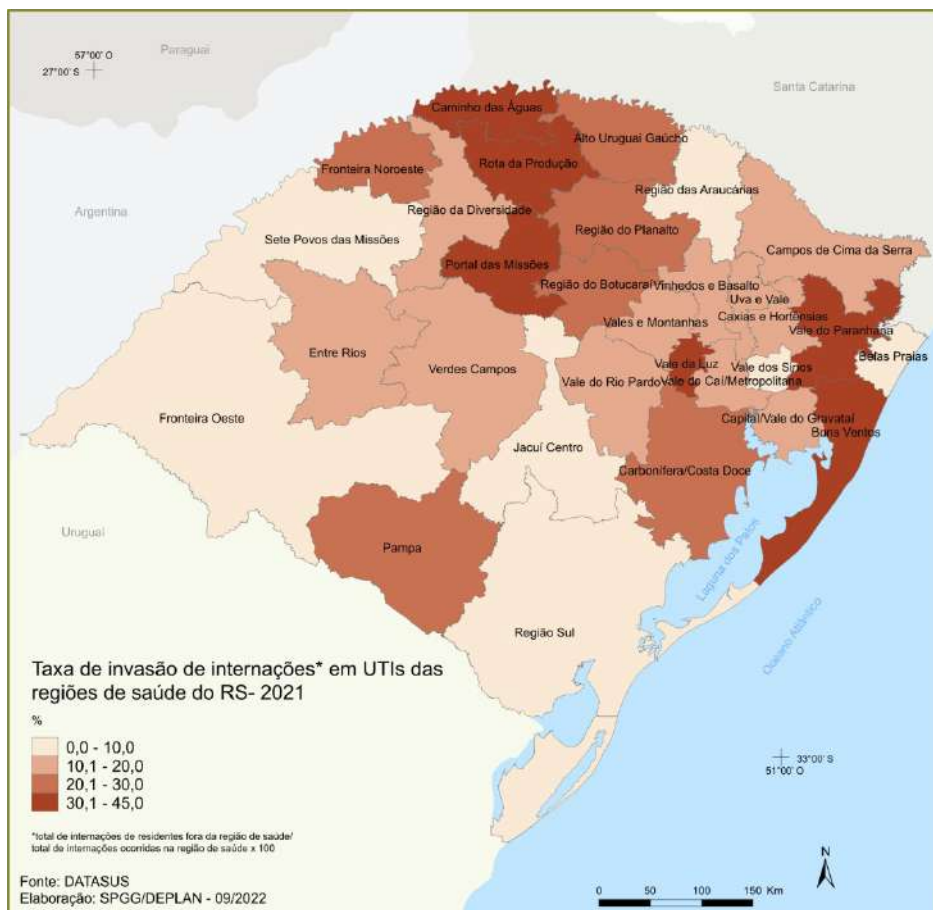 57°00' O
27°00' S
Paraguai
Santa Catarina
Argentina
Uruguai
Caminho das Águas
Alto Uruguai Gaúcho
Rota da Produção
Fronteira Noroeste
Região das Araucárias
Região da Diversidade
Região do Planalto
Sete Povos das Missões
Campos de Cima da Serra
Portal das Missões
Região do Botucaraí
Vinhedos e Basalto
Uva e Vale
Caxias e Hortênsias
Vales e Montanhas
Vale do Paranhana
Entre Rios
Verdes Campos
Vale da Luz
Vale dos Sinos
Belas Praias
Vale do Rio Pardo
Vale do Caí/Metropolitana
Fronteira Oeste
Capital/Vale do Gravataí
Bons Ventos
Jacuí Centro
Carbonífera/Costa Doce
Pampa
Laguna dos Patos
Oceano Atlântico
Região Sul
Taxa de invasão de internações* em UTIs das
regiões de saúde do RS- 2021
%
0,0 - 10,0
10,1 - 20,0
20,1 - 30,0
30,1 - 45,0
33°00' S
51°00' O
*total de internações de residentes fora da região de saúde/
total de internações ocorridas na região de saúde x 100
Fonte: DATASUS
Elaboração: SPGG/DEPLAN - 09/2022
N
0 50 100 150 Km